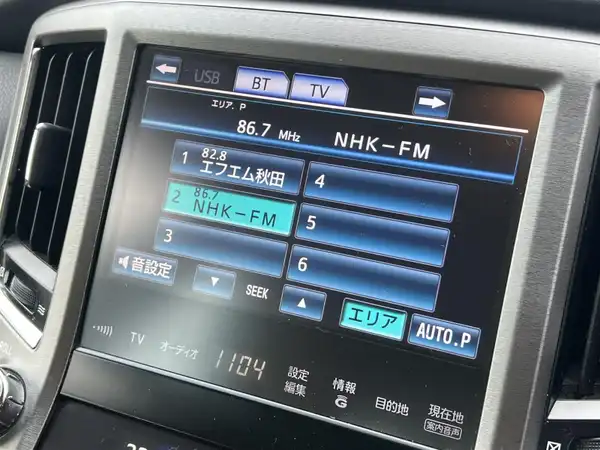 USB BT TV
エリア. P
86.7 MHz NHK-FM
1 82.8 エフエム秋田
2 86.7 NHK-FM
3
4
5
6
音設定 SEEK エリア AUTO.P
TV オーディオ 1104 設定編集 情報 G 目的地 現在地
案内音声